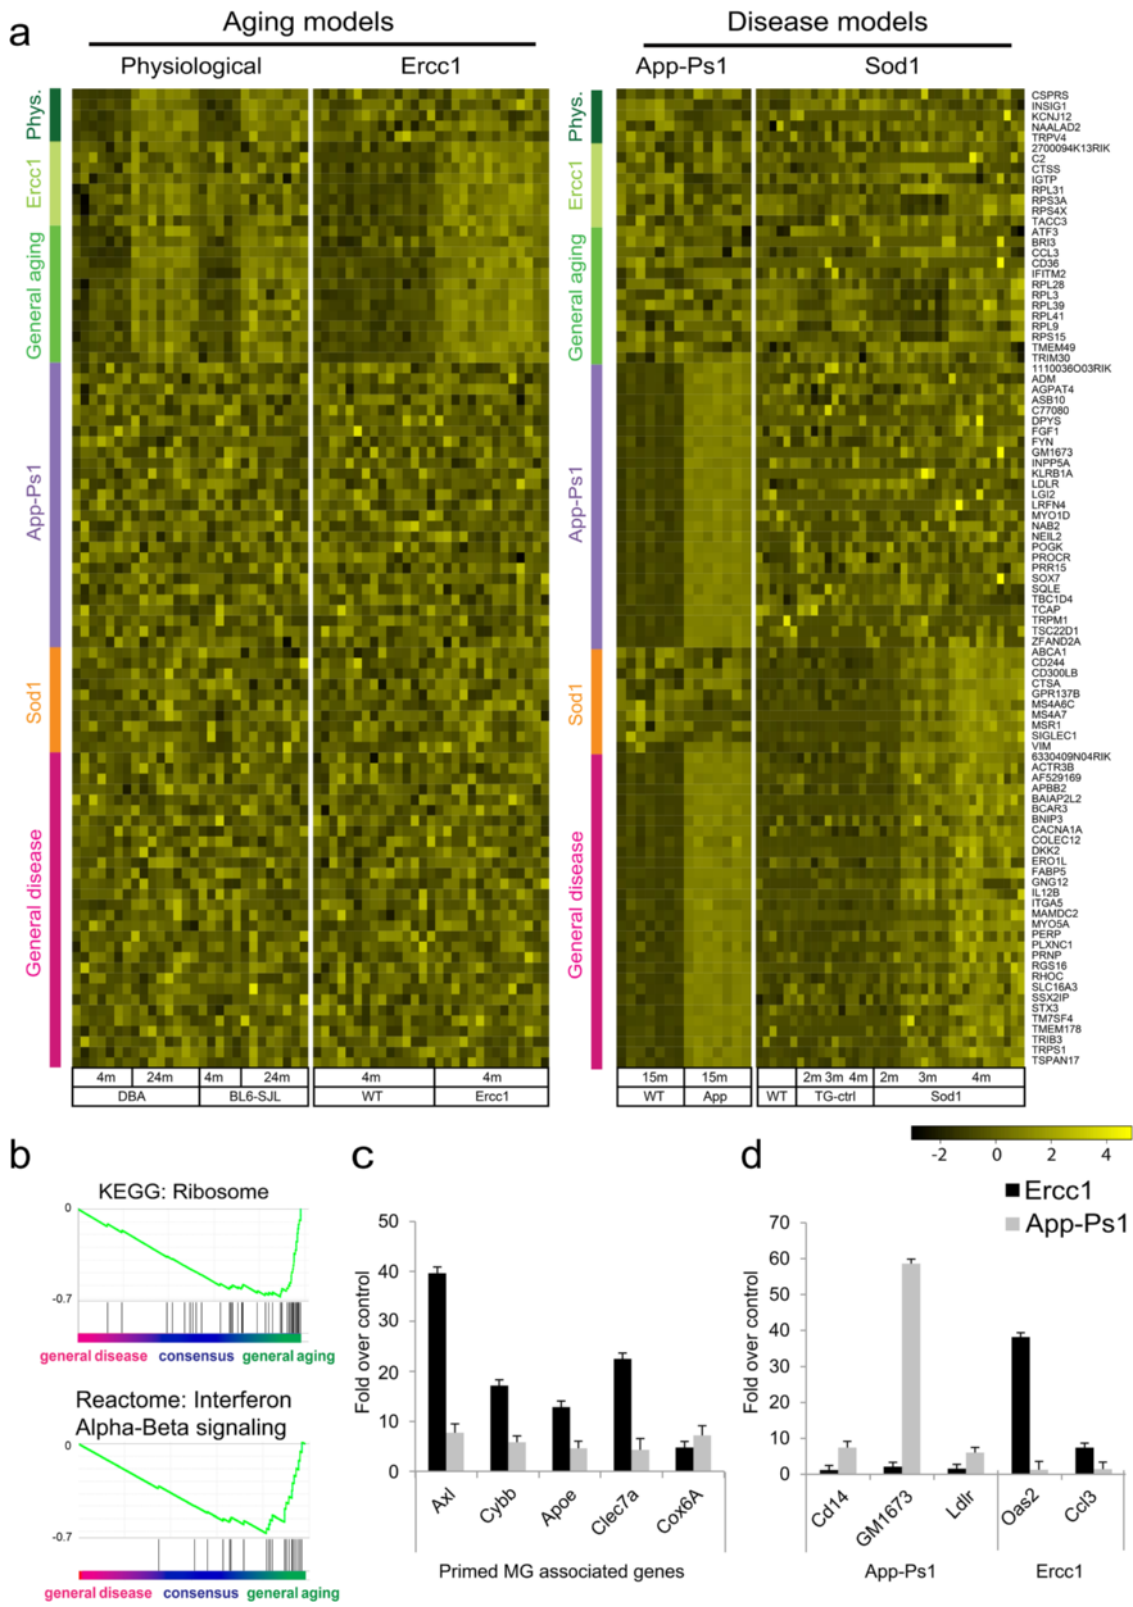 a
Aging models
Disease models
Physiological
Ercc1
App-Ps1
Sod1
Phys.
Ercc1
General aging
App-Ps1
Sod1
General disease
Phys.
Ercc1
General aging
App-Ps1
Sod1
General disease
CSPRS
INSIG1
KCNJ12
NAALAD2
TRPV4
2700094K13RIK
C2
CTSS
IGTP
RPL31
RPS3A
RPS4X
TACC3
ATF3
BRI3
CCL3
CD36
IFITM2
RPL28
RPL3
RPL39
RPL41
RPL9
RPS15
TMEM49
TRIM30
1110036O03RIK
ADM
AGPAT4
ASB10
C77080
DPYS
FGF1
FYN
GM1673
INPP5A
KLRB1A
LDLR
LGI2
LRFN4
MYO1D
NAB2
NEIL2
POGK
PROCR
PRR15
SOX7
SQLE
TBC1D4
TCAP
TRPM1
TSC22D1
ZFAND2A
ABCA1
CD244
CD300LB
CTSA
GPR137B
MS4A6C
MS4A7
MSR1
SIGLEC1
VIM
6330409N04RIK
ACTR3B
AF529169
APBB2
BAIAP2L2
BCAR3
BNIP3
CACNA1A
COLEC12
DKK2
ERO1L
FABP5
GNG12
IL12B
ITGA5
MAMDC2
MYO5A
PERP
PLXNC1
PRNP
RGS16
RHOC
SLC16A3
SSX2IP
STX3
TM7SF4
TMEM178
TRIB3
TRPS1
TSPAN17
4m 24m 4m 24m 4m 4m 15m 15m 2m 3m 4m 2m 3m 4m
DBA BL6-SJL WT Ercc1 WT App WT TG-ctrl Sod1
-2 0 2 4
b
KEGG: Ribosome
0
-0.7
general disease consensus general aging
Reactome: Interferon
Alpha-Beta signaling
0
-0.7
general disease consensus general aging
c
Fold over control
50
40
30
20
10
0
Axl Cybb Apoe Clec7a Cox6A
Primed MG associated genes
d
Ercc1
App-Ps1
Fold over control
70
60
50
40
30
20
10
0
Cd14 GM1673 Ldlr Oas2 Ccl3
App-Ps1 Ercc1